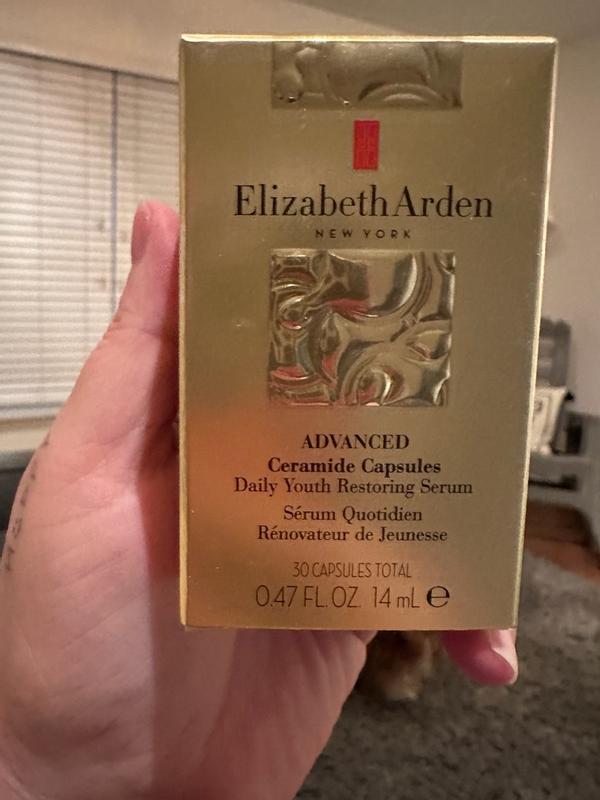 Elizabeth Arden
NEW YORK
ADVANCED
Ceramide Capsules
Daily Youth Restoring Serum
Sérum Quotidien
Rénovateur de Jeunesse
30 CAPSULES TOTAL
0.47 FL. OZ. 14 mL ℮